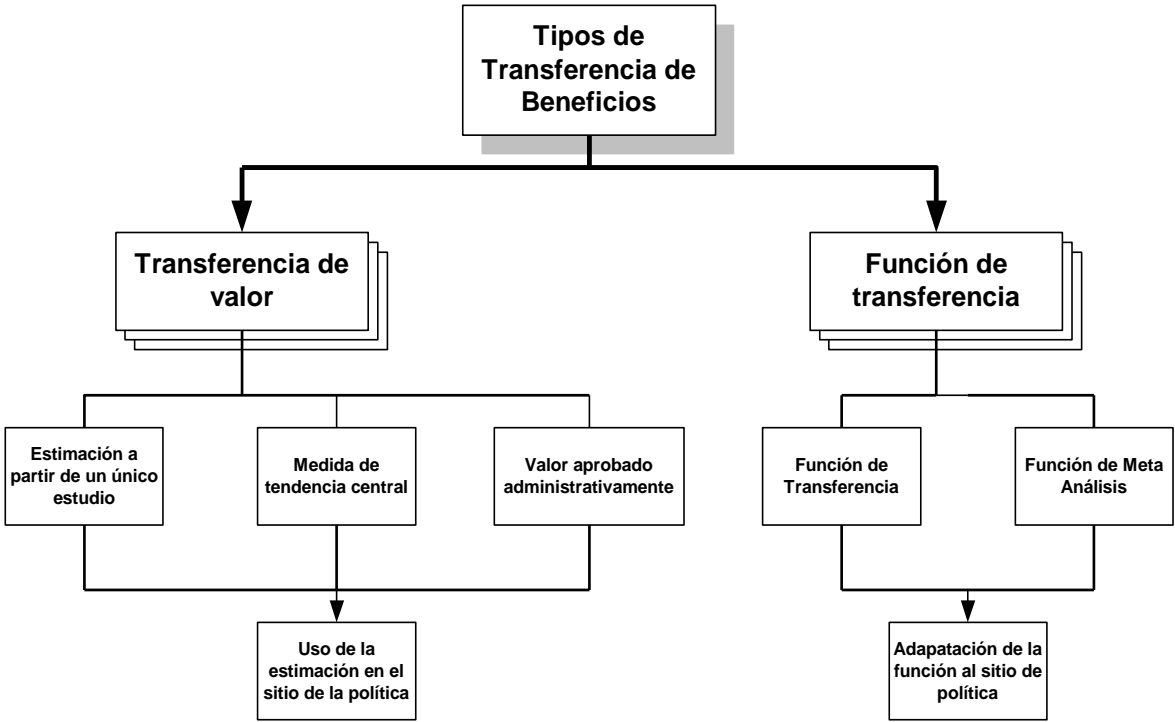 Tipos de
Transferencia de
Beneficios
Transferencia de
valor
Función de
transferencia
Estimación a
partir de un único
estudio
Medida de
tendencia central
Valor aprobado
administrativamente
Función de
Transferencia
Función de Meta
Análisis
Uso de la
estimación en el
sitio de la política
Adapatación de la
función al sitio de
política